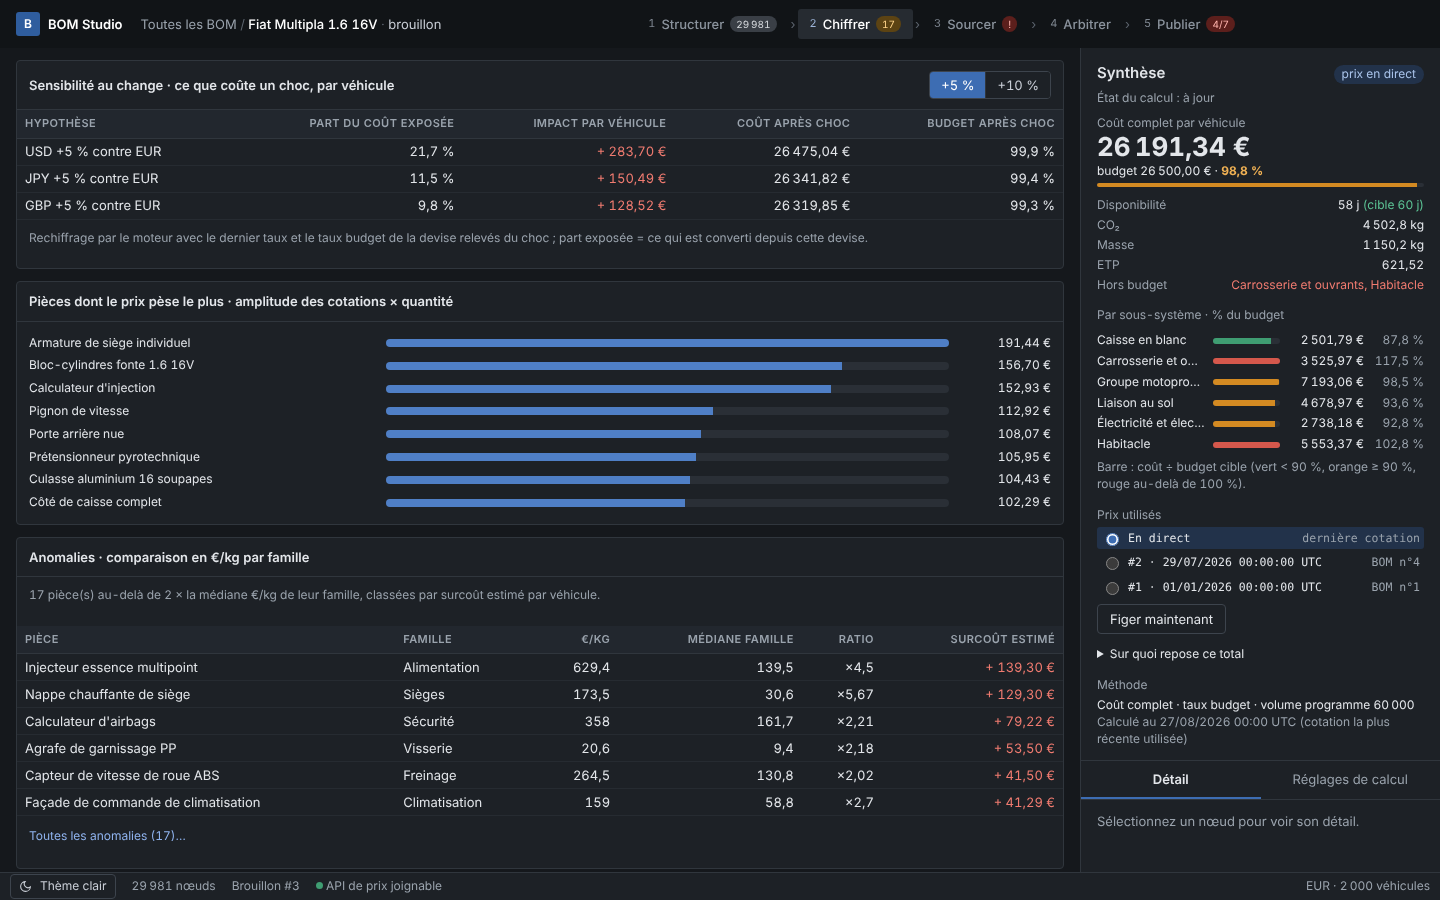 B BOM Studio Toutes les BOM / Fiat Multipla 1.6 16V · brouillon
1 Structurer 29 981 › 2 Chiffrer 17 › 3 Sourcer ! › 4 Arbitrer › 5 Publier 4/7
Sensibilité au change · ce que coûte un choc, par véhicule +5 % +10 %
HYPOTHÈSE PART DU COÛT EXPOSÉE IMPACT PAR VÉHICULE COÛT APRÈS CHOC BUDGET APRÈS CHOC
USD +5 % contre EUR 21,7 % + 283,70 € 26 475,04 € 99,9 %
JPY +5 % contre EUR 11,5 % + 150,49 € 26 341,82 € 99,4 %
GBP +5 % contre EUR 9,8 % + 128,52 € 26 319,85 € 99,3 %
Rechiffrage par le moteur avec le dernier taux et le taux budget de la devise relevés du choc ; part exposée = ce qui est converti depuis cette devise.
Pièces dont le prix pèse le plus · amplitude des cotations × quantité
Armature de siège individuel 191,44 €
Bloc-cylindres fonte 1.6 16V 156,70 €
Calculateur d'injection 152,93 €
Pignon de vitesse 112,92 €
Porte arrière nue 108,07 €
Prétensionneur pyrotechnique 105,95 €
Culasse aluminium 16 soupapes 104,43 €
Côté de caisse complet 102,29 €
Anomalies · comparaison en €/kg par famille
17 pièce(s) au-delà de 2 × la médiane €/kg de leur famille, classées par surcoût estimé par véhicule.
PIÈCE FAMILLE €/KG MÉDIANE FAMILLE RATIO SURCOÛT ESTIMÉ
Injecteur essence multipoint Alimentation 629,4 139,5 ×4,5 + 139,30 €
Nappe chauffante de siège Sièges 173,5 30,6 ×5,67 + 129,30 €
Calculateur d'airbags Sécurité 358 161,7 ×2,21 + 79,22 €
Agrafe de garnissage PP Visserie 20,6 9,4 ×2,18 + 53,50 €
Capteur de vitesse de roue ABS Freinage 264,5 130,8 ×2,02 + 41,50 €
Façade de commande de climatisation Climatisation 159 58,8 ×2,7 + 41,29 €
Toutes les anomalies (17)…
Synthèse prix en direct
État du calcul : à jour
Coût complet par véhicule
26 191,34 €
budget 26 500,00 € · 98,8 %
Disponibilité 58 j (cible 60 j)
CO₂ 4 502,8 kg
Masse 1 150,2 kg
ETP 621,52
Hors budget Carrosserie et ouvrants, Habitacle
Par sous-système · % du budget
Caisse en blanc 2 501,79 € 87,8 %
Carrosserie et o… 3 525,97 € 117,5 %
Groupe motopro… 7 193,06 € 98,5 %
Liaison au sol 4 678,97 € 93,6 %
Électricité et élec… 2 738,18 € 92,8 %
Habitacle 5 553,37 € 102,8 %
Barre : coût ÷ budget cible (vert < 90 %, orange ≥ 90 %,
rouge au-delà de 100 %).
Prix utilisés
En direct dernière cotation
#2 · 29/07/2026 00:00:00 UTC BOM n°4
#1 · 01/01/2026 00:00:00 UTC BOM n°1
Figer maintenant
Sur quoi repose ce total
Méthode
Coût complet · taux budget · volume programme 60 000
Calculé au 27/08/2026 00:00 UTC (cotation la plus
récente utilisée)
Détail Réglages de calcul
Sélectionnez un nœud pour voir son détail.
Thème clair 29 981 nœuds Brouillon #3 API de prix joignable EUR · 2 000 véhicules